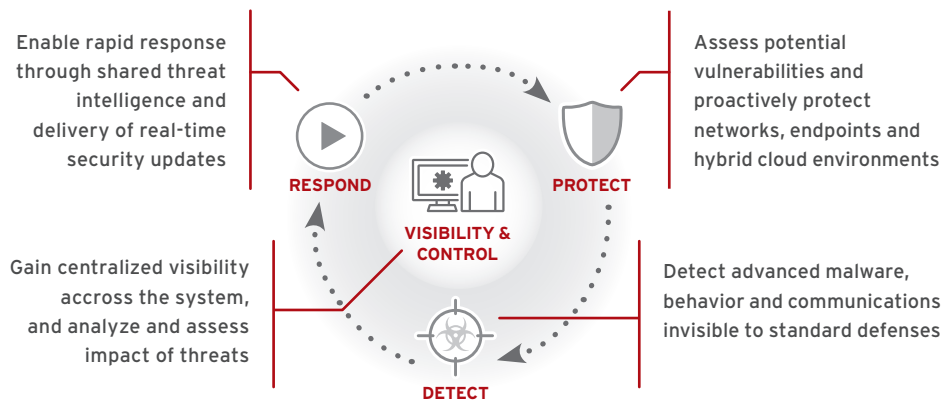 Enable rapid response
through shared threat
intelligence and
delivery of real-time
security updates
RESPOND
Assess potential
vulnerabilities and
proactively protect
networks, endpoints and
hybrid cloud environments
PROTECT
VISIBILITY &
CONTROL
Gain centralized visibility
accross the system,
and analyze and assess
impact of threats
Detect advanced malware,
behavior and communications
invisible to standard defenses
DETECT